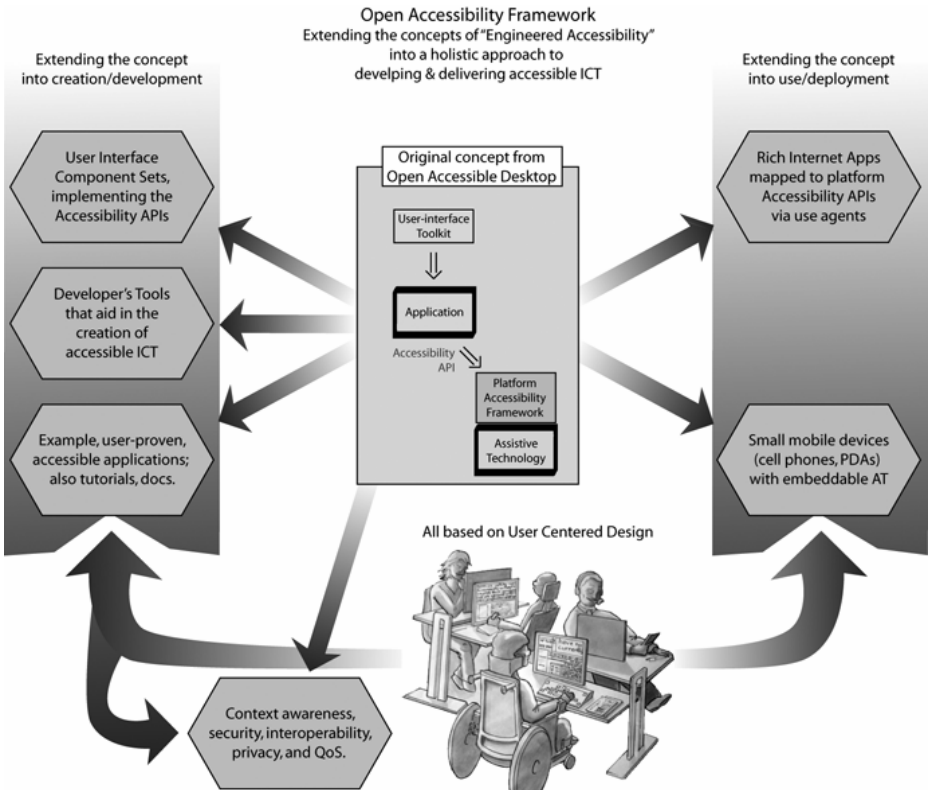 Open Accessibility Framework
Extending the concepts of “Engineered Accessibility”
into a holistic approach to
develping & delivering accessible ICT
Extending the concept
into creation/development
User Interface
Component Sets,
implementing the
Accessibility APIs
Developer’s Tools
that aid in the
creation of
accessible ICT
Example, user-proven,
accessible applications;
also tutorials, docs.
Original concept from
Open Accessible Desktop
User-interface
Toolkit
Application
Accessibility
API
Platform
Accessibility
Framework
Assistive
Technology
Extending the concept
into use/deployment
Rich Internet Apps
mapped to platform
Accessibility APIs
via use agents
Small mobile devices
(cell phones, PDAs)
with embeddable AT
All based on User Centered Design
Context awareness,
security, interoperability,
privacy, and QoS.